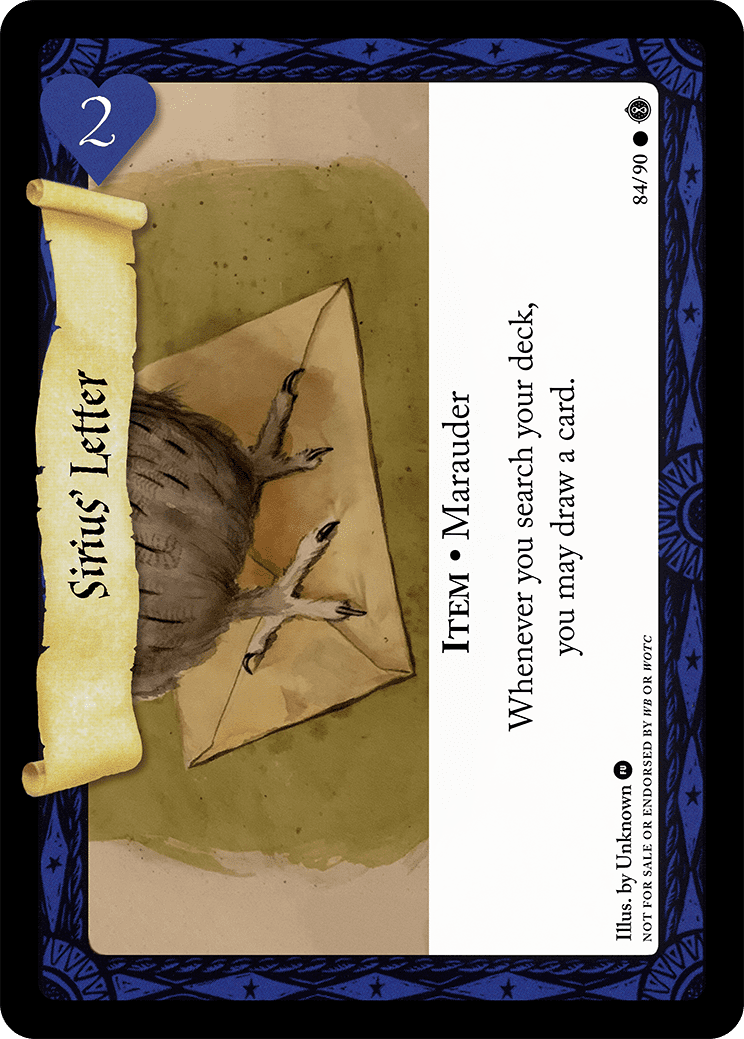 2
Sirius' Letter
ITEM • Marauder
Whenever you search your deck,
you may draw a card.
Illus. by Unknown FU
NOT FOR SALE OR ENDORSED BY WB OR WOTC
84/90